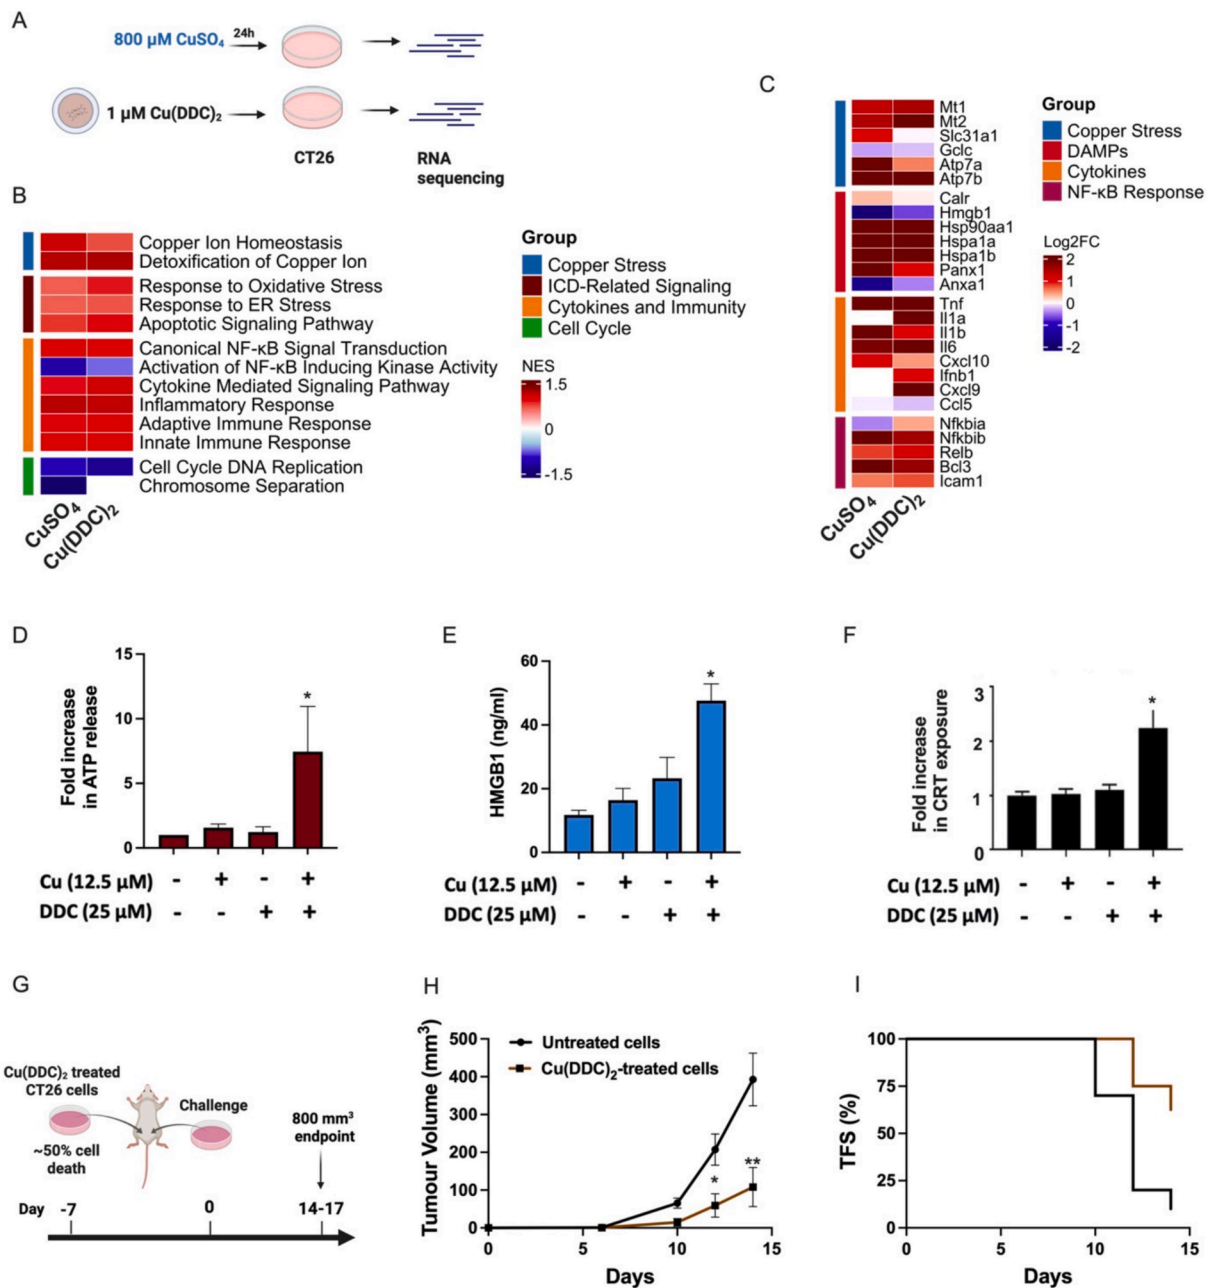 A
800 µM CuSO₄
24h
1 µM Cu(DDC)₂
CT26
RNA
sequencing
B
Copper Ion Homeostasis
Detoxification of Copper Ion
Response to Oxidative Stress
Response to ER Stress
Apoptotic Signaling Pathway
Canonical NF-κB Signal Transduction
Activation of NF-κB Inducing Kinase Activity
Cytokine Mediated Signaling Pathway
Inflammatory Response
Adaptive Immune Response
Innate Immune Response
Cell Cycle DNA Replication
Chromosome Separation
CuSO₄
Cu(DDC)₂
Group
Copper Stress
ICD-Related Signaling
Cytokines and Immunity
Cell Cycle
NES
1.5
0
-1.5
C
Mt1
Mt2
Slc31a1
Gclc
Atp7a
Atp7b
Calr
Hmgb1
Hsp90aa1
Hspa1a
Hspa1b
Panx1
Anxa1
Tnf
Il1a
Il1b
Il6
Cxcl10
Ifnb1
Cxcl9
Ccl5
Nfkbia
Nfkbib
Relb
Bcl3
Icam1
CuSO₄
Cu(DDC)₂
Group
Copper Stress
DAMPs
Cytokines
NF-κB Response
Log2FC
2
1
0
-1
-2
D
Fold increase
in ATP release
15
10
5
0
*
Cu (12.5 µM) - + - +
DDC (25 µM) - - + +
E
HMGB1 (ng/ml)
60
40
20
0
*
Cu (12.5 µM) - + - +
DDC (25 µM) - - + +
F
Fold increase
in CRT exposure
3
2
1
0
*
Cu (12.5 µM) - + - +
DDC (25 µM) - - + +
G
Cu(DDC)₂ treated
CT26 cells
~50% cell
death
Challenge
800 mm³
endpoint
Day -7 0 14-17
H
Tumour Volume (mm³)
500
400
300
200
100
0
Untreated cells
Cu(DDC)₂-treated cells
*
**
0 5 10 15
Days
I
TFS (%)
100
75
50
25
0
0 5 10 15
Days